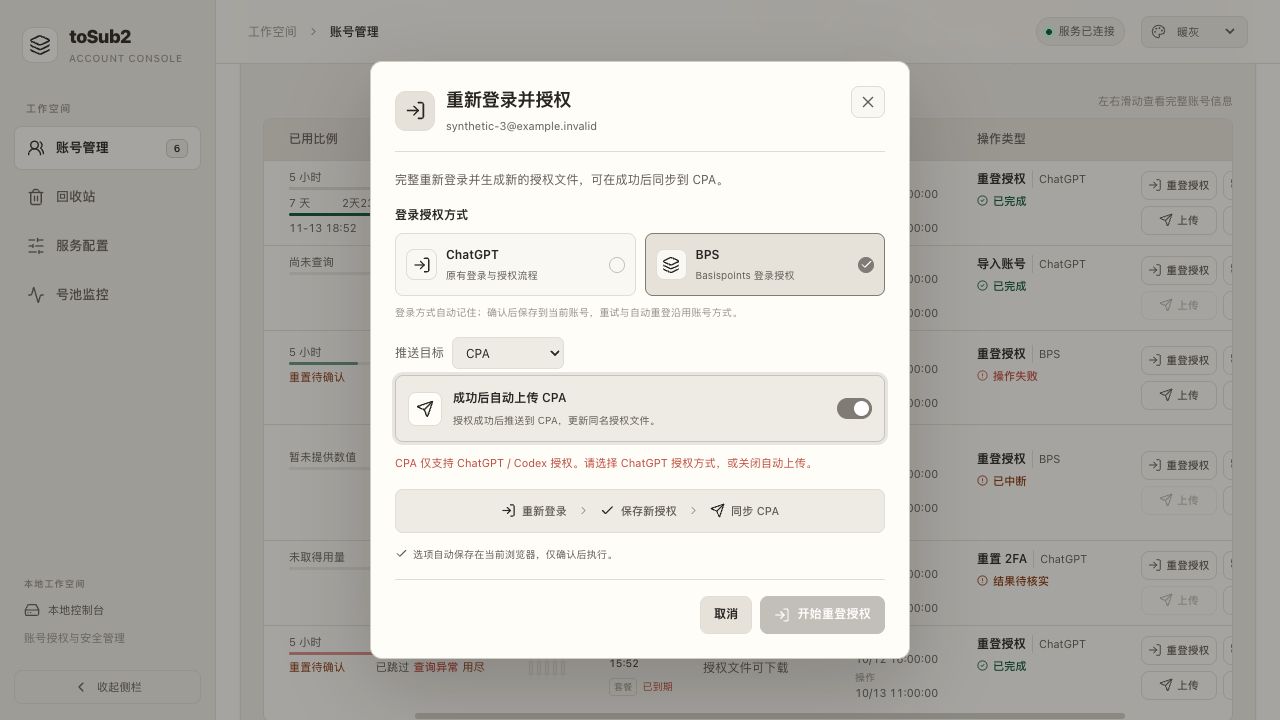 toSub2
ACCOUNT CONSOLE
工作空间
账号管理
6
回收站
服务配置
号池监控
本地工作空间
本地控制台
账号授权与安全管理
收起侧栏
工作空间
账号管理
服务已连接
暖灰
左右滑动查看完整账号信息
已用比例
操作类型
5 小时
7 天
11-13 18:52
重登授权 ChatGPT
已完成
重登授权
上传
尚未查询
导入账号 ChatGPT
已完成
重登授权
上传
5 小时
重置待确认
重登授权 BPS
操作失败
重登授权
上传
暂未提供数值
重登授权 BPS
已中断
重登授权
上传
未取得用量
重置 2FA ChatGPT
结果待核实
重登授权
上传
5 小时
重置待确认
已跳过 查询异常 用尽
15:52
套餐 已到期
授权文件可下载
10/12 16:00:00
操作
10/13 11:00:00
重登授权 ChatGPT
已完成
重登授权
上传
重新登录并授权
synthetic-3@example.invalid
完整重新登录并生成新的授权文件，可在成功后同步到 CPA。
登录授权方式
ChatGPT
原有登录与授权流程
BPS
Basispoints 登录授权
登录方式自动记住：确认后保存到当前账号，重试与自动重登沿用账号方式。
推送目标 CPA
成功后自动上传 CPA
授权成功后推送到 CPA，更新同名授权文件。
CPA 仅支持 ChatGPT / Codex 授权。请选择 ChatGPT 授权方式，或关闭自动上传。
重新登录
保存新授权
同步 CPA
选项自动保存在当前浏览器，仅确认后执行。
取消
开始重登授权